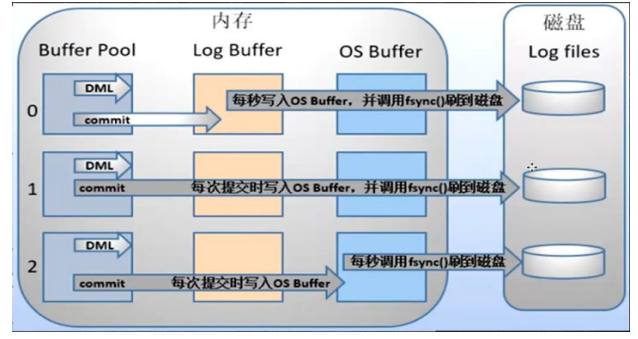 内存
磁盘
Buffer Pool
Log Buffer
OS Buffer
Log files
0
DML
commit
每秒写入OS Buffer，并调用fsync()刷到磁盘
1
DML
commit
每次提交时写入OS Buffer，并调用fsync()刷到磁盘
2
DML
每秒调用fsync()刷到磁盘
commit
每次提交时写入OS Buffer